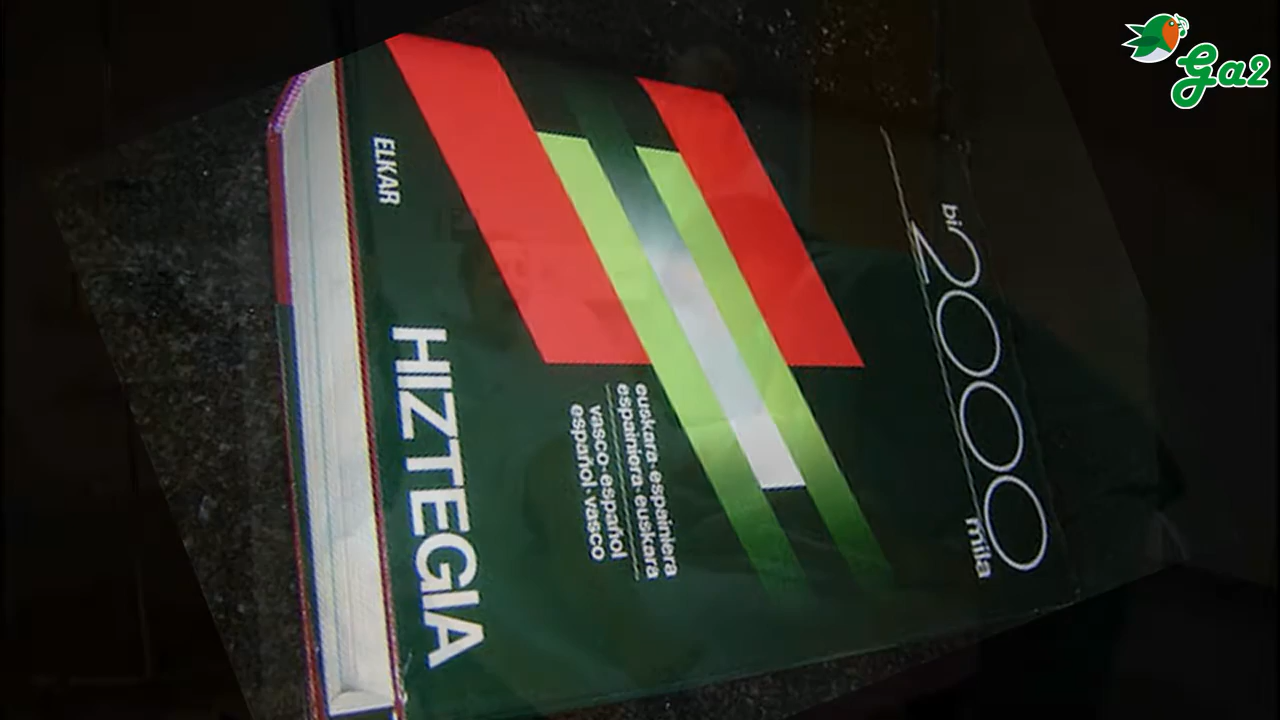 bi
2000
mila
euskara·espainiera
espainiera·euskara
vasco·español
español·vasco
HIZTEGIA
ELKAR
Ga2